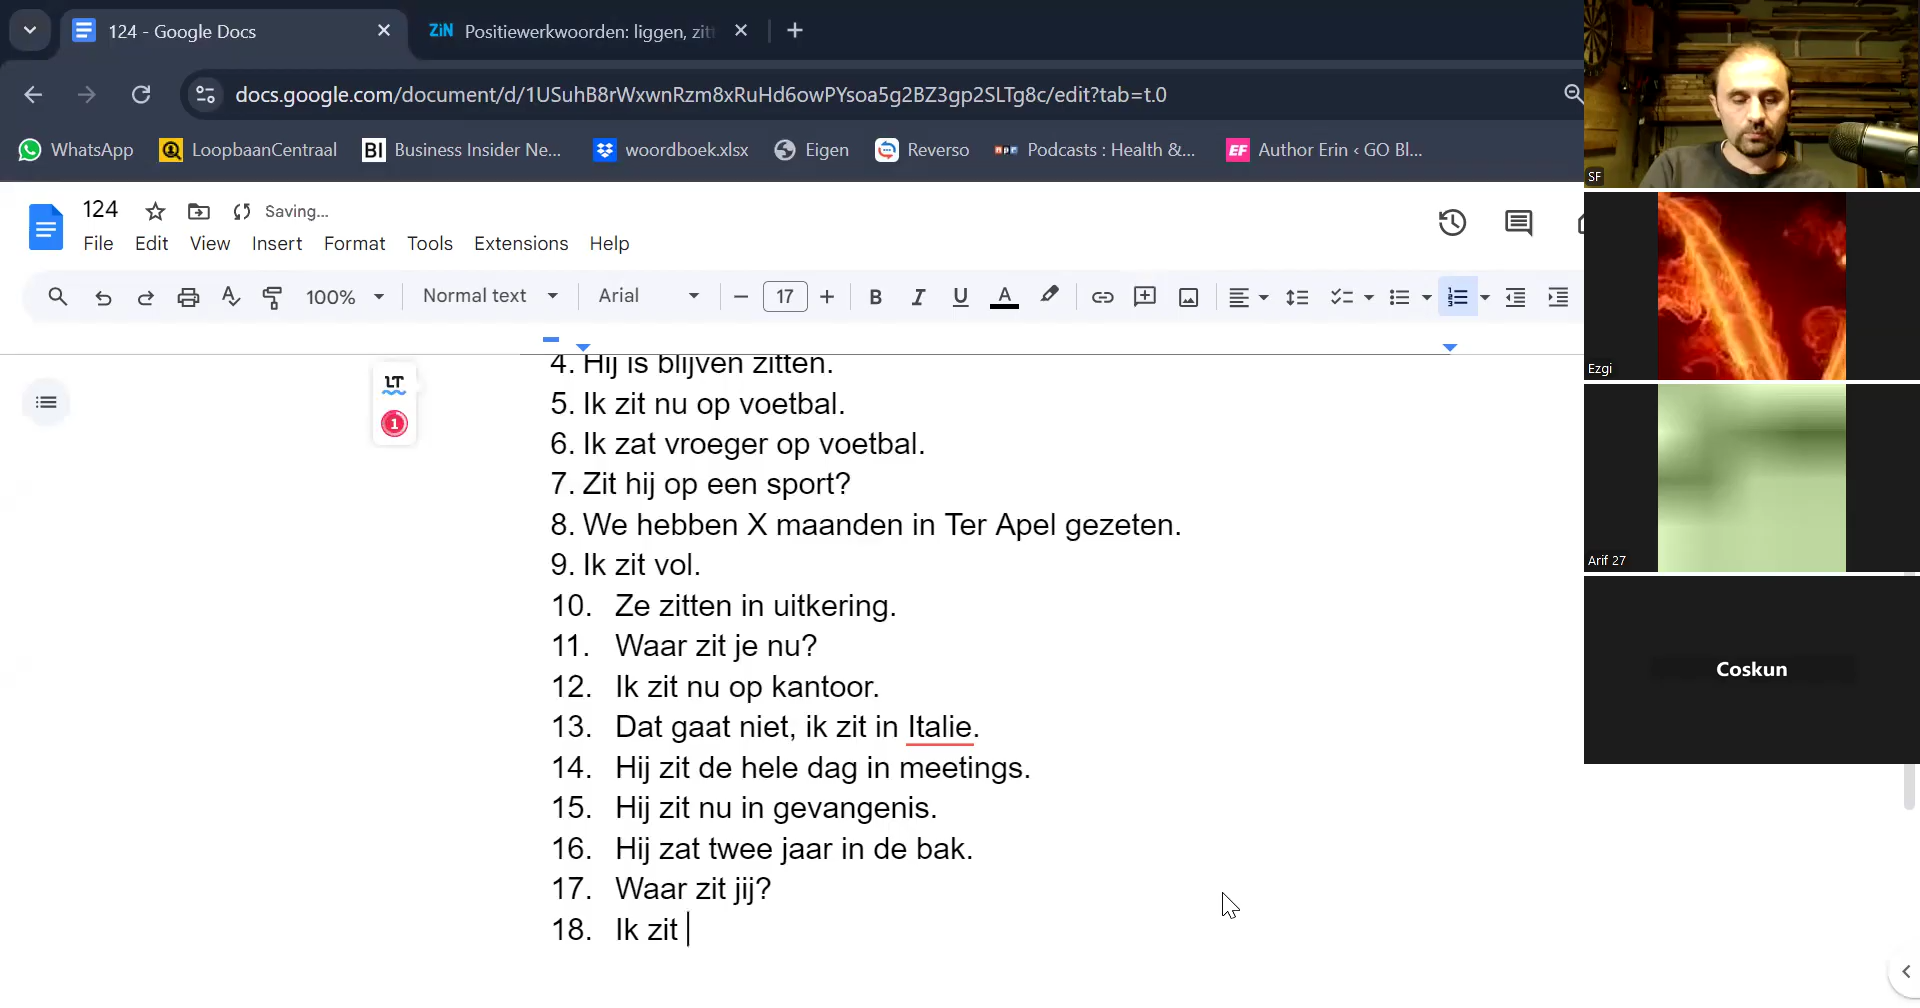 124 - Google Docs
ZiN Positiewerkwoorden: liggen, zit
docs.google.com/document/d/1USuhB8rWxwnRzm8xRuHd6owPYsoa5g2BZ3gp2SLTg8c/edit?tab=t.0
WhatsApp LoopbaanCentraal BI Business Insider Ne... woordboek.xlsx Eigen Reverso npr Podcasts : Health &... EF Author Erin ‹ GO Bl...
124 Saving...
File Edit View Insert Format Tools Extensions Help
100% Normal text Arial 17 B I U A
LT
1
4. Hij is blijven zitten.
5. Ik zit nu op voetbal.
6. Ik zat vroeger op voetbal.
7. Zit hij op een sport?
8. We hebben X maanden in Ter Apel gezeten.
9. Ik zit vol.
10. Ze zitten in uitkering.
11. Waar zit je nu?
12. Ik zit nu op kantoor.
13. Dat gaat niet, ik zit in Italie.
14. Hij zit de hele dag in meetings.
15. Hij zit nu in gevangenis.
16. Hij zat twee jaar in de bak.
17. Waar zit jij?
18. Ik zit
SF
Ezgi
Arif 27
Coskun